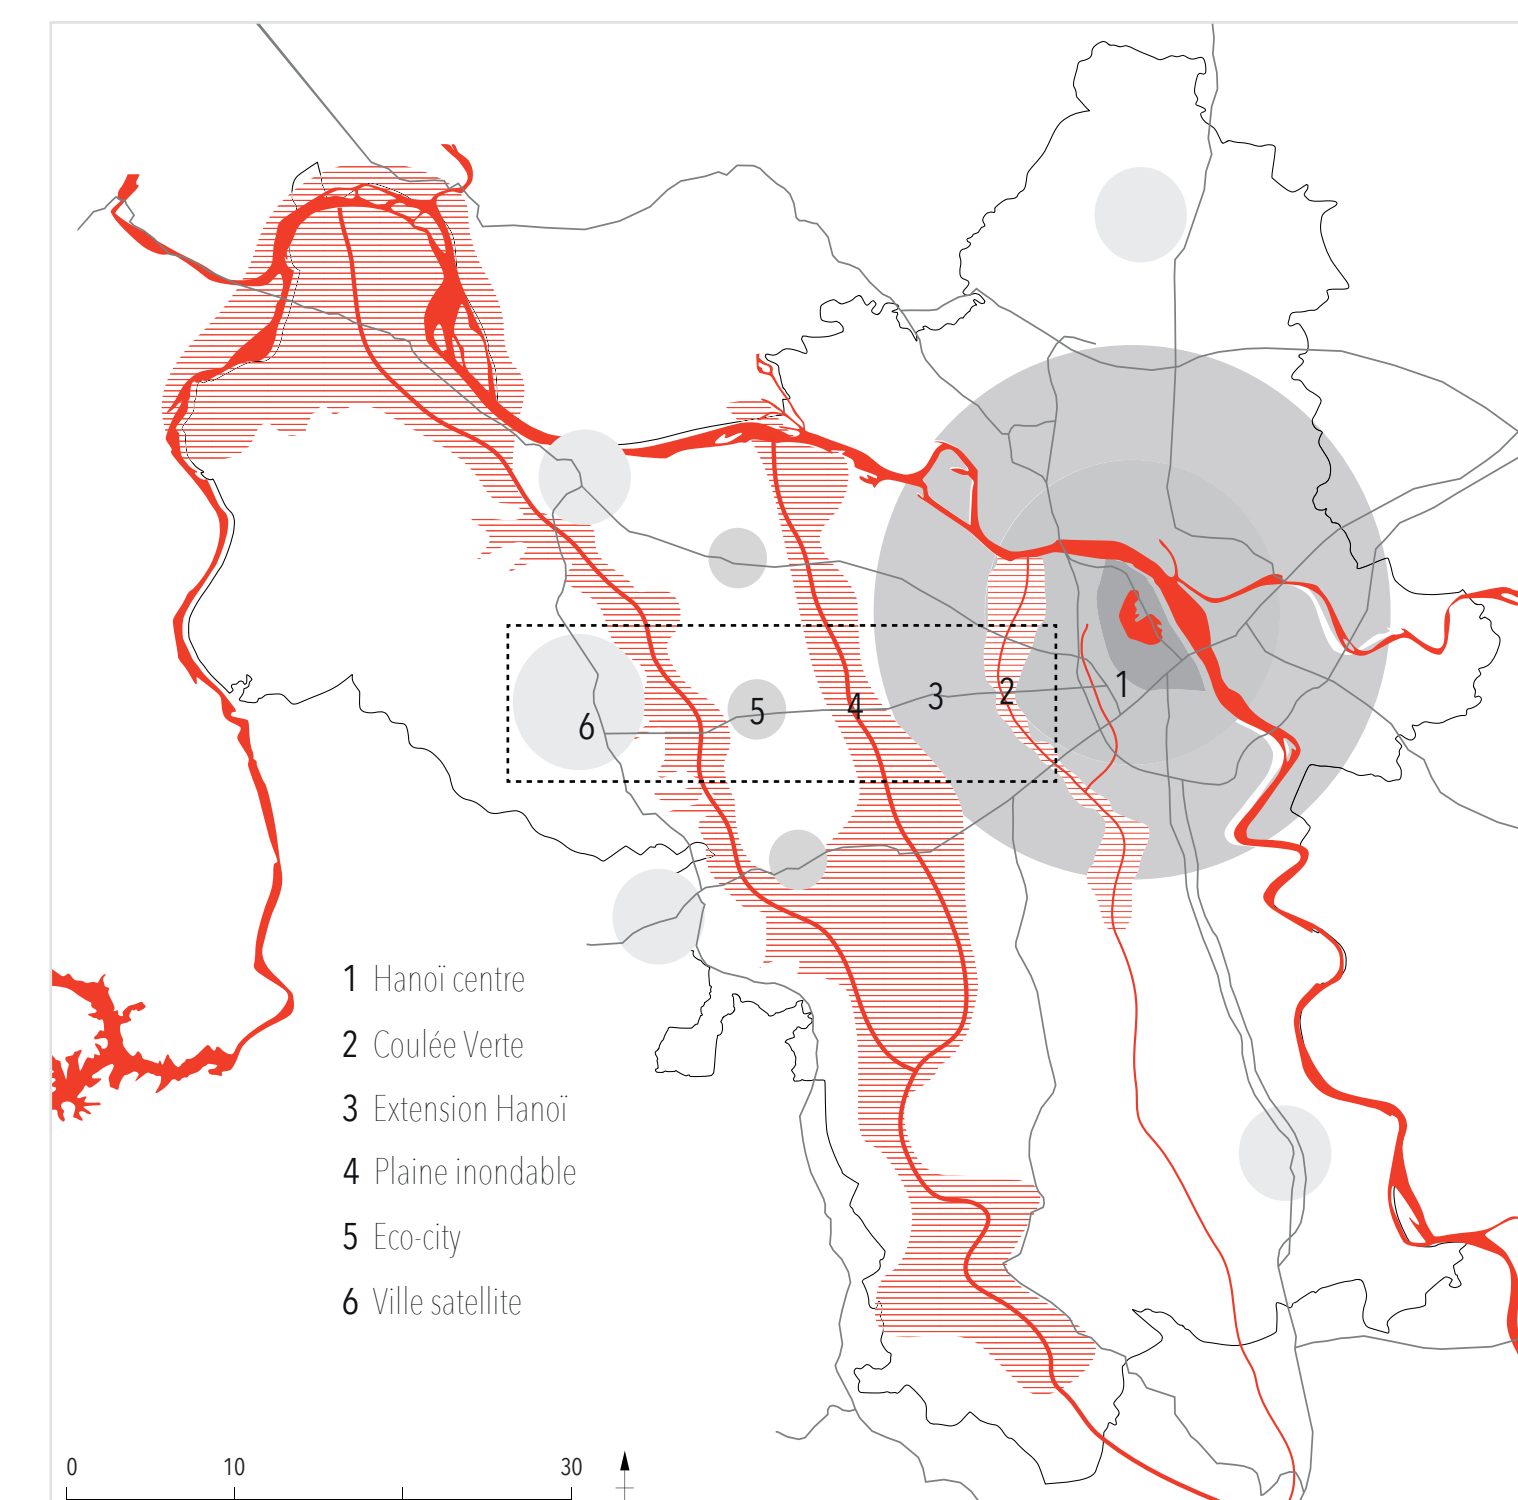 1
2
3
4
5
6
1 Hanoï centre
2 Coulée Verte
3 Extension Hanoï
4 Plaine inondable
5 Eco-city
6 Ville satellite
0 10 30